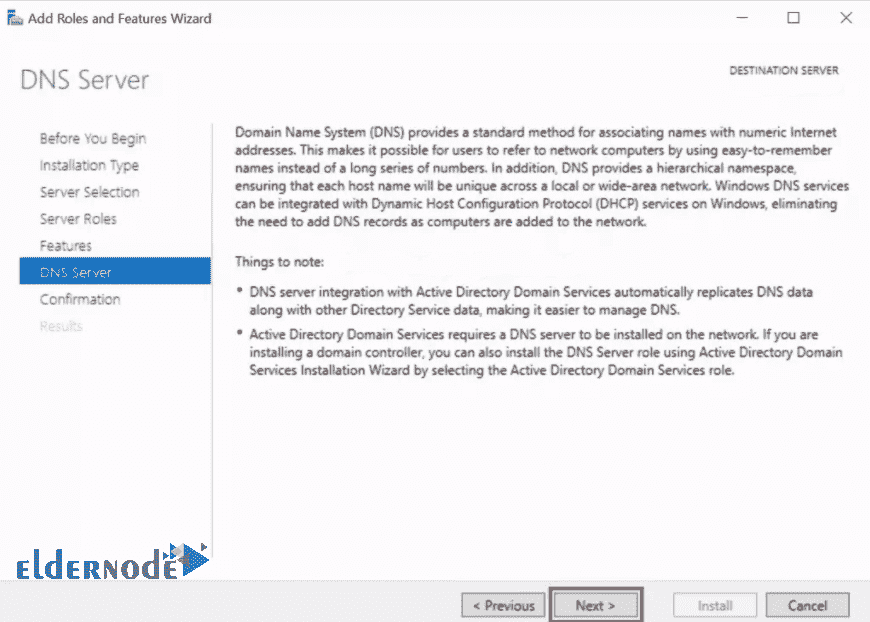 Add Roles and Features Wizard
DNS Server
DESTINATION SERVER
Before You Begin
Installation Type
Server Selection
Server Roles
Features
DNS Server
Confirmation
Results
Domain Name System (DNS) provides a standard method for associating names with numeric Internet
addresses. This makes it possible for users to refer to network computers by using easy-to-remember
names instead of a long series of numbers. In addition, DNS provides a hierarchical namespace,
ensuring that each host name will be unique across a local or wide-area network. Windows DNS services
can be integrated with Dynamic Host Configuration Protocol (DHCP) services on Windows, eliminating
the need to add DNS records as computers are added to the network.
Things to note:
• DNS server integration with Active Directory Domain Services automatically replicates DNS data
along with other Directory Service data, making it easier to manage DNS.
• Active Directory Domain Services requires a DNS server to be installed on the network. If you are
installing a domain controller, you can also install the DNS Server role using Active Directory Domain
Services Installation Wizard by selecting the Active Directory Domain Services role.
ELDERNODE
< Previous
Next >
Install
Cancel